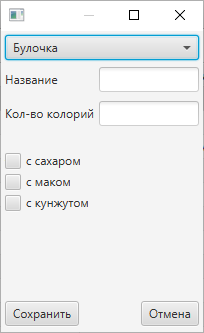 Булочка
Название
Кол-во колорий
с сахаром
с маком
с кунжутом
Сохранить
Отмена